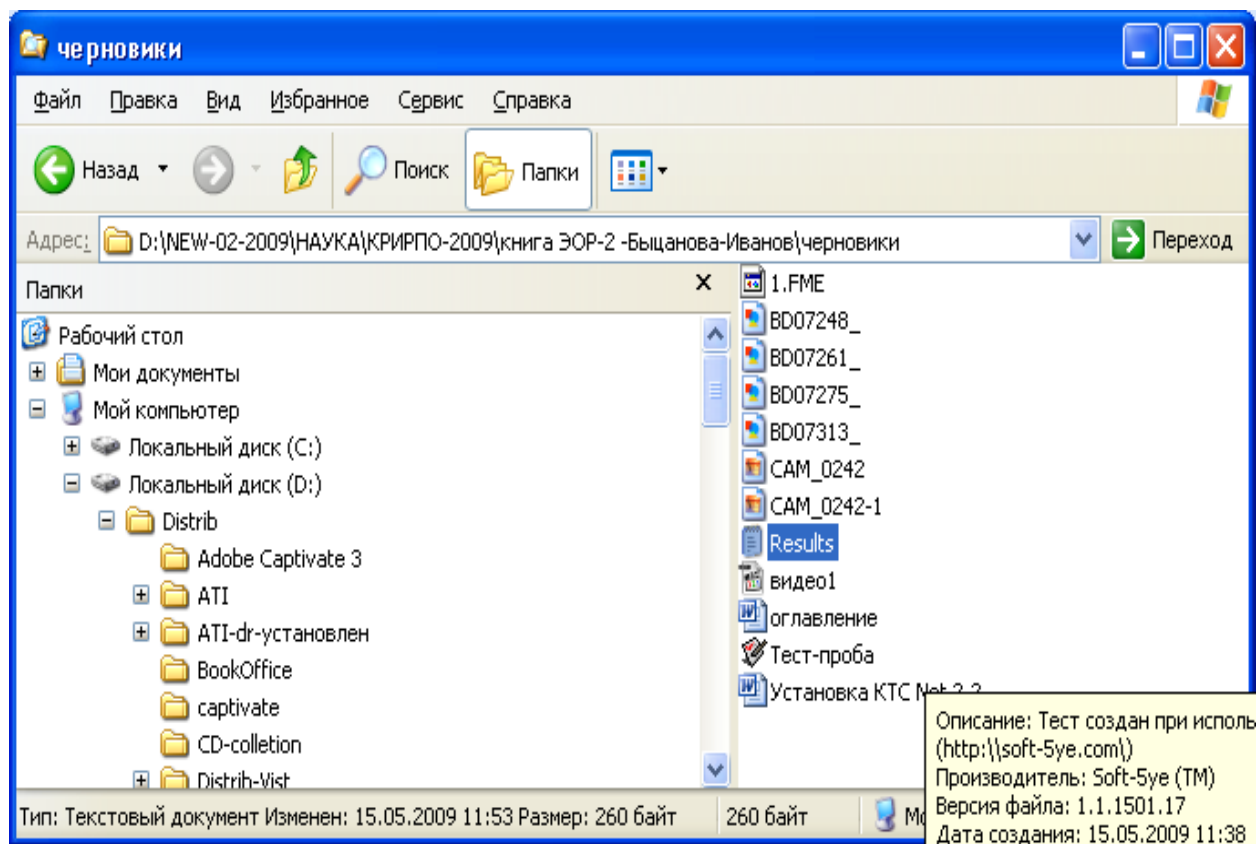 черновики
Файл Правка Вид Избранное Сервис Справка
Назад Поиск Папки
Адрес: D:\NEW-02-2009\НАУКА\КРИРПО-2009\книга ЭОР-2 -Быцанова-Иванов\черновики Переход
Папки
Рабочий стол
Мои документы
Мой компьютер
Локальный диск (C:)
Локальный диск (D:)
Distrib
Adobe Captivate 3
ATI
ATI-dr-установлен
BookOffice
captivate
CD-colletion
Distrib-Vist
1.FME
BD07248_
BD07261_
BD07275_
BD07313_
CAM_0242
CAM_0242-1
Results
видео1
оглавление
Тест-проба
Установка КТС Net 2.2
Описание: Тест создан при исполь
(http:\\soft-5ye.com\)
Производитель: Soft-5ye (TM)
Версия файла: 1.1.1501.17
Дата создания: 15.05.2009 11:38
Тип: Текстовый документ Изменен: 15.05.2009 11:53 Размер: 260 байт 260 байт Мо